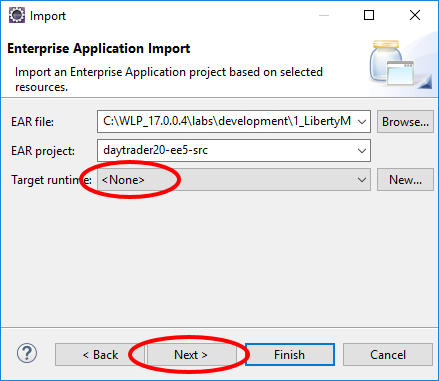 Import
Enterprise Application Import
Import an Enterprise Application project based on selected
resources.
EAR file: C:\WLP_17.0.0.4\labs\development\1_LibertyM Browse...
EAR project: daytrader20-ee5-src
Target runtime: <None> New...
? < Back Next > Finish Cancel